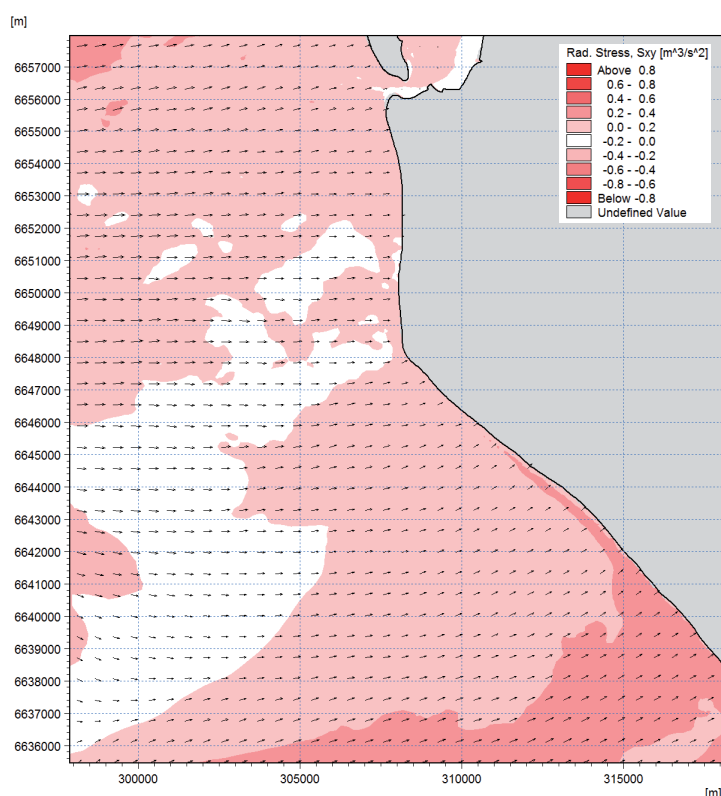 [m]
Rad. Stress, Sxy [m^3/s^2]
Above 0.8
0.6 - 0.8
0.4 - 0.6
0.2 - 0.4
0.0 - 0.2
-0.2 - 0.0
-0.4 - -0.2
-0.6 - -0.4
-0.8 - -0.6
Below -0.8
Undefined Value
6657000
6656000
6655000
6654000
6653000
6652000
6651000
6650000
6649000
6648000
6647000
6646000
6645000
6644000
6643000
6642000
6641000
6640000
6639000
6638000
6637000
6636000
300000 305000 310000 315000
[m]